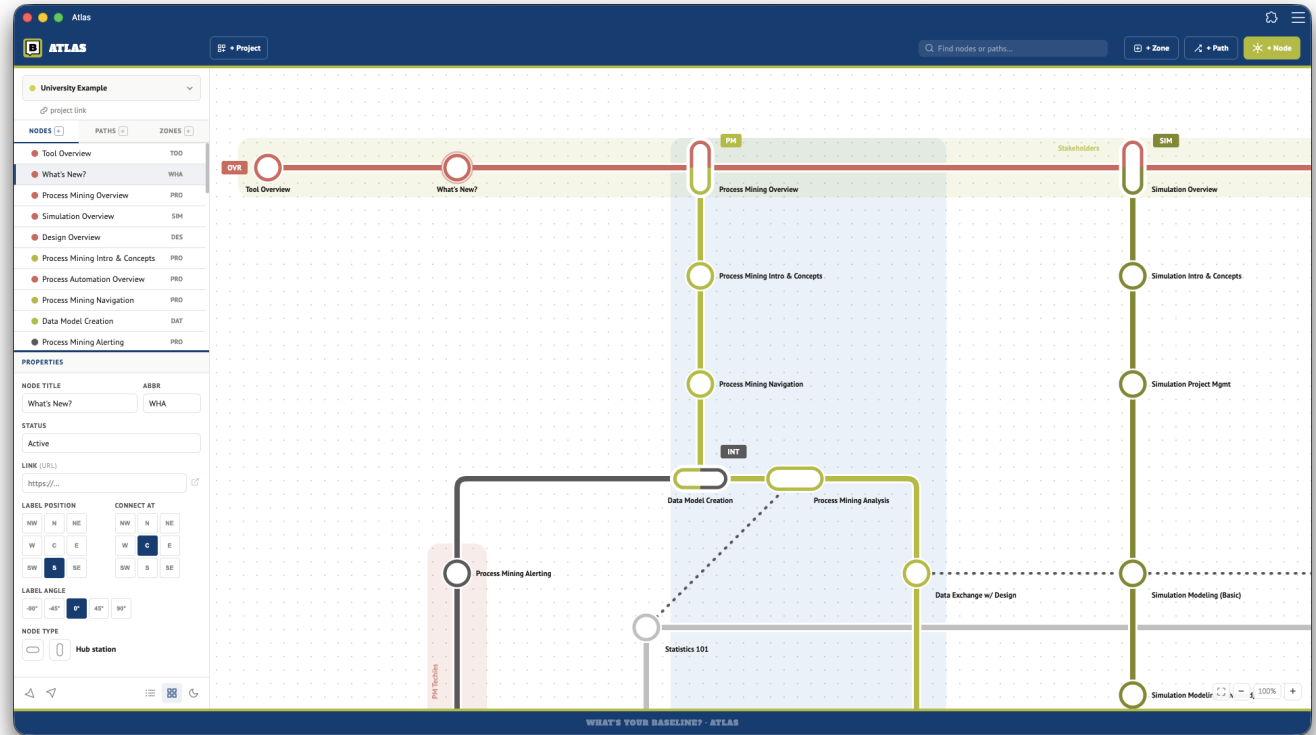 Atlas
B ATLAS
+ Project
Find nodes or paths...
+ Zone
+ Path
+ Node
University Example
project link
NODES +
PATHS +
ZONES +
Tool Overview TOO
What's New? WHA
Process Mining Overview PRO
Simulation Overview SIM
Design Overview DES
Process Mining Intro & Concepts PRO
Process Automation Overview PRO
Process Mining Navigation PRO
Data Model Creation DAT
Process Mining Alerting PRO
PROPERTIES
NODE TITLE ABBR
What's New? WHA
STATUS
Active
LINK (URL)
https://...
LABEL POSITION CONNECT AT
NW N NE NW N NE
W C E W C E
SW S SE SW S SE
LABEL ANGLE
-90° -45° 0° 45° 90°
NODE TYPE
Hub station
OVR
Tool Overview
What's New?
PM
Process Mining Overview
Stakeholders
SIM
Simulation Overview
Process Mining Intro & Concepts
Simulation Intro & Concepts
Process Mining Navigation
Simulation Project Mgmt
INT
Data Model Creation
Process Mining Analysis
Process Mining Alerting
Data Exchange w/ Design
Simulation Modeling (Basic)
Statistics 101
PM Techies
Simulation
100%
WHAT'S YOUR BASELINE? · ATLAS